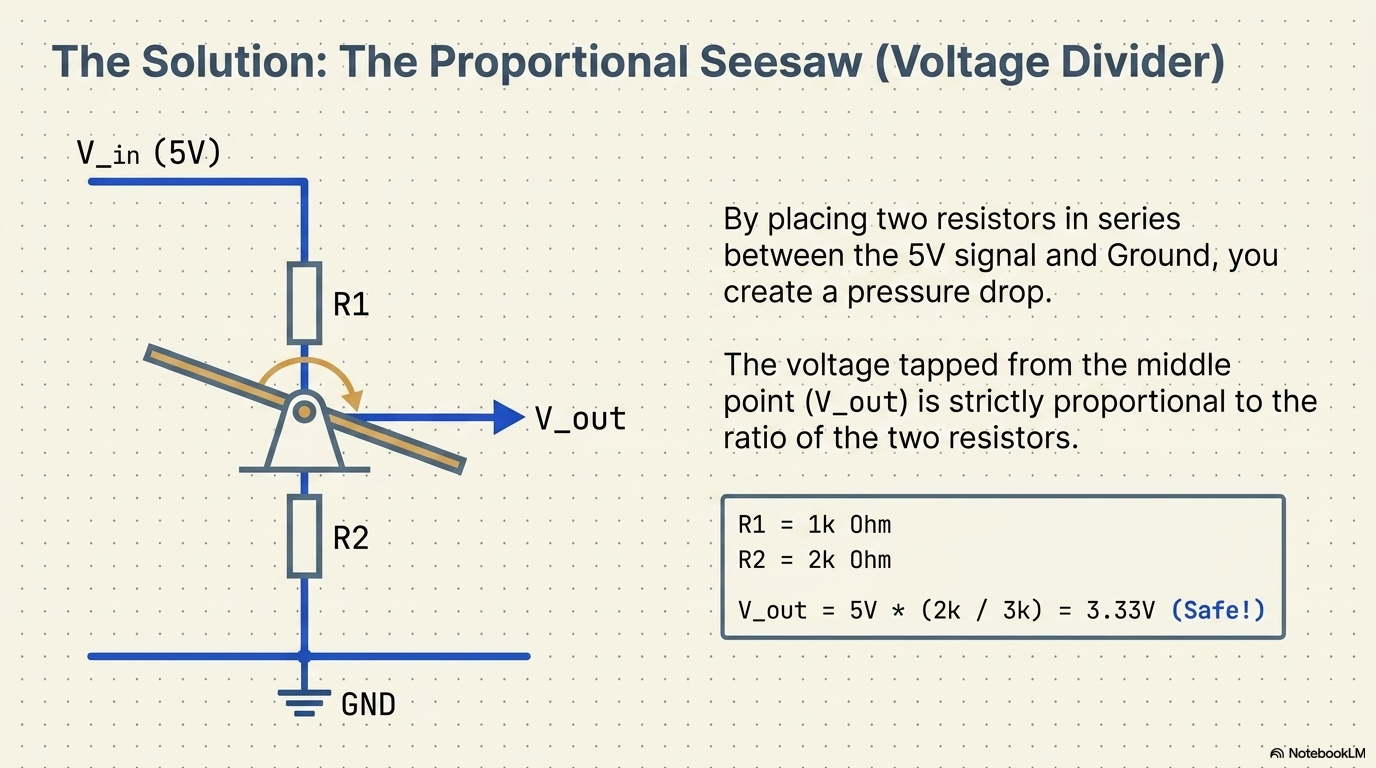 The Solution: The Proportional Seesaw (Voltage Divider)
V_in (5V)
R1
V_out
R2
GND
By placing two resistors in series
between the 5V signal and Ground, you
create a pressure drop.
The voltage tapped from the middle
point (V_out) is strictly proportional to the
ratio of the two resistors.
R1 = 1k Ohm
R2 = 2k Ohm
V_out = 5V * (2k / 3k) = 3.33V (Safe!)
NotebookLM